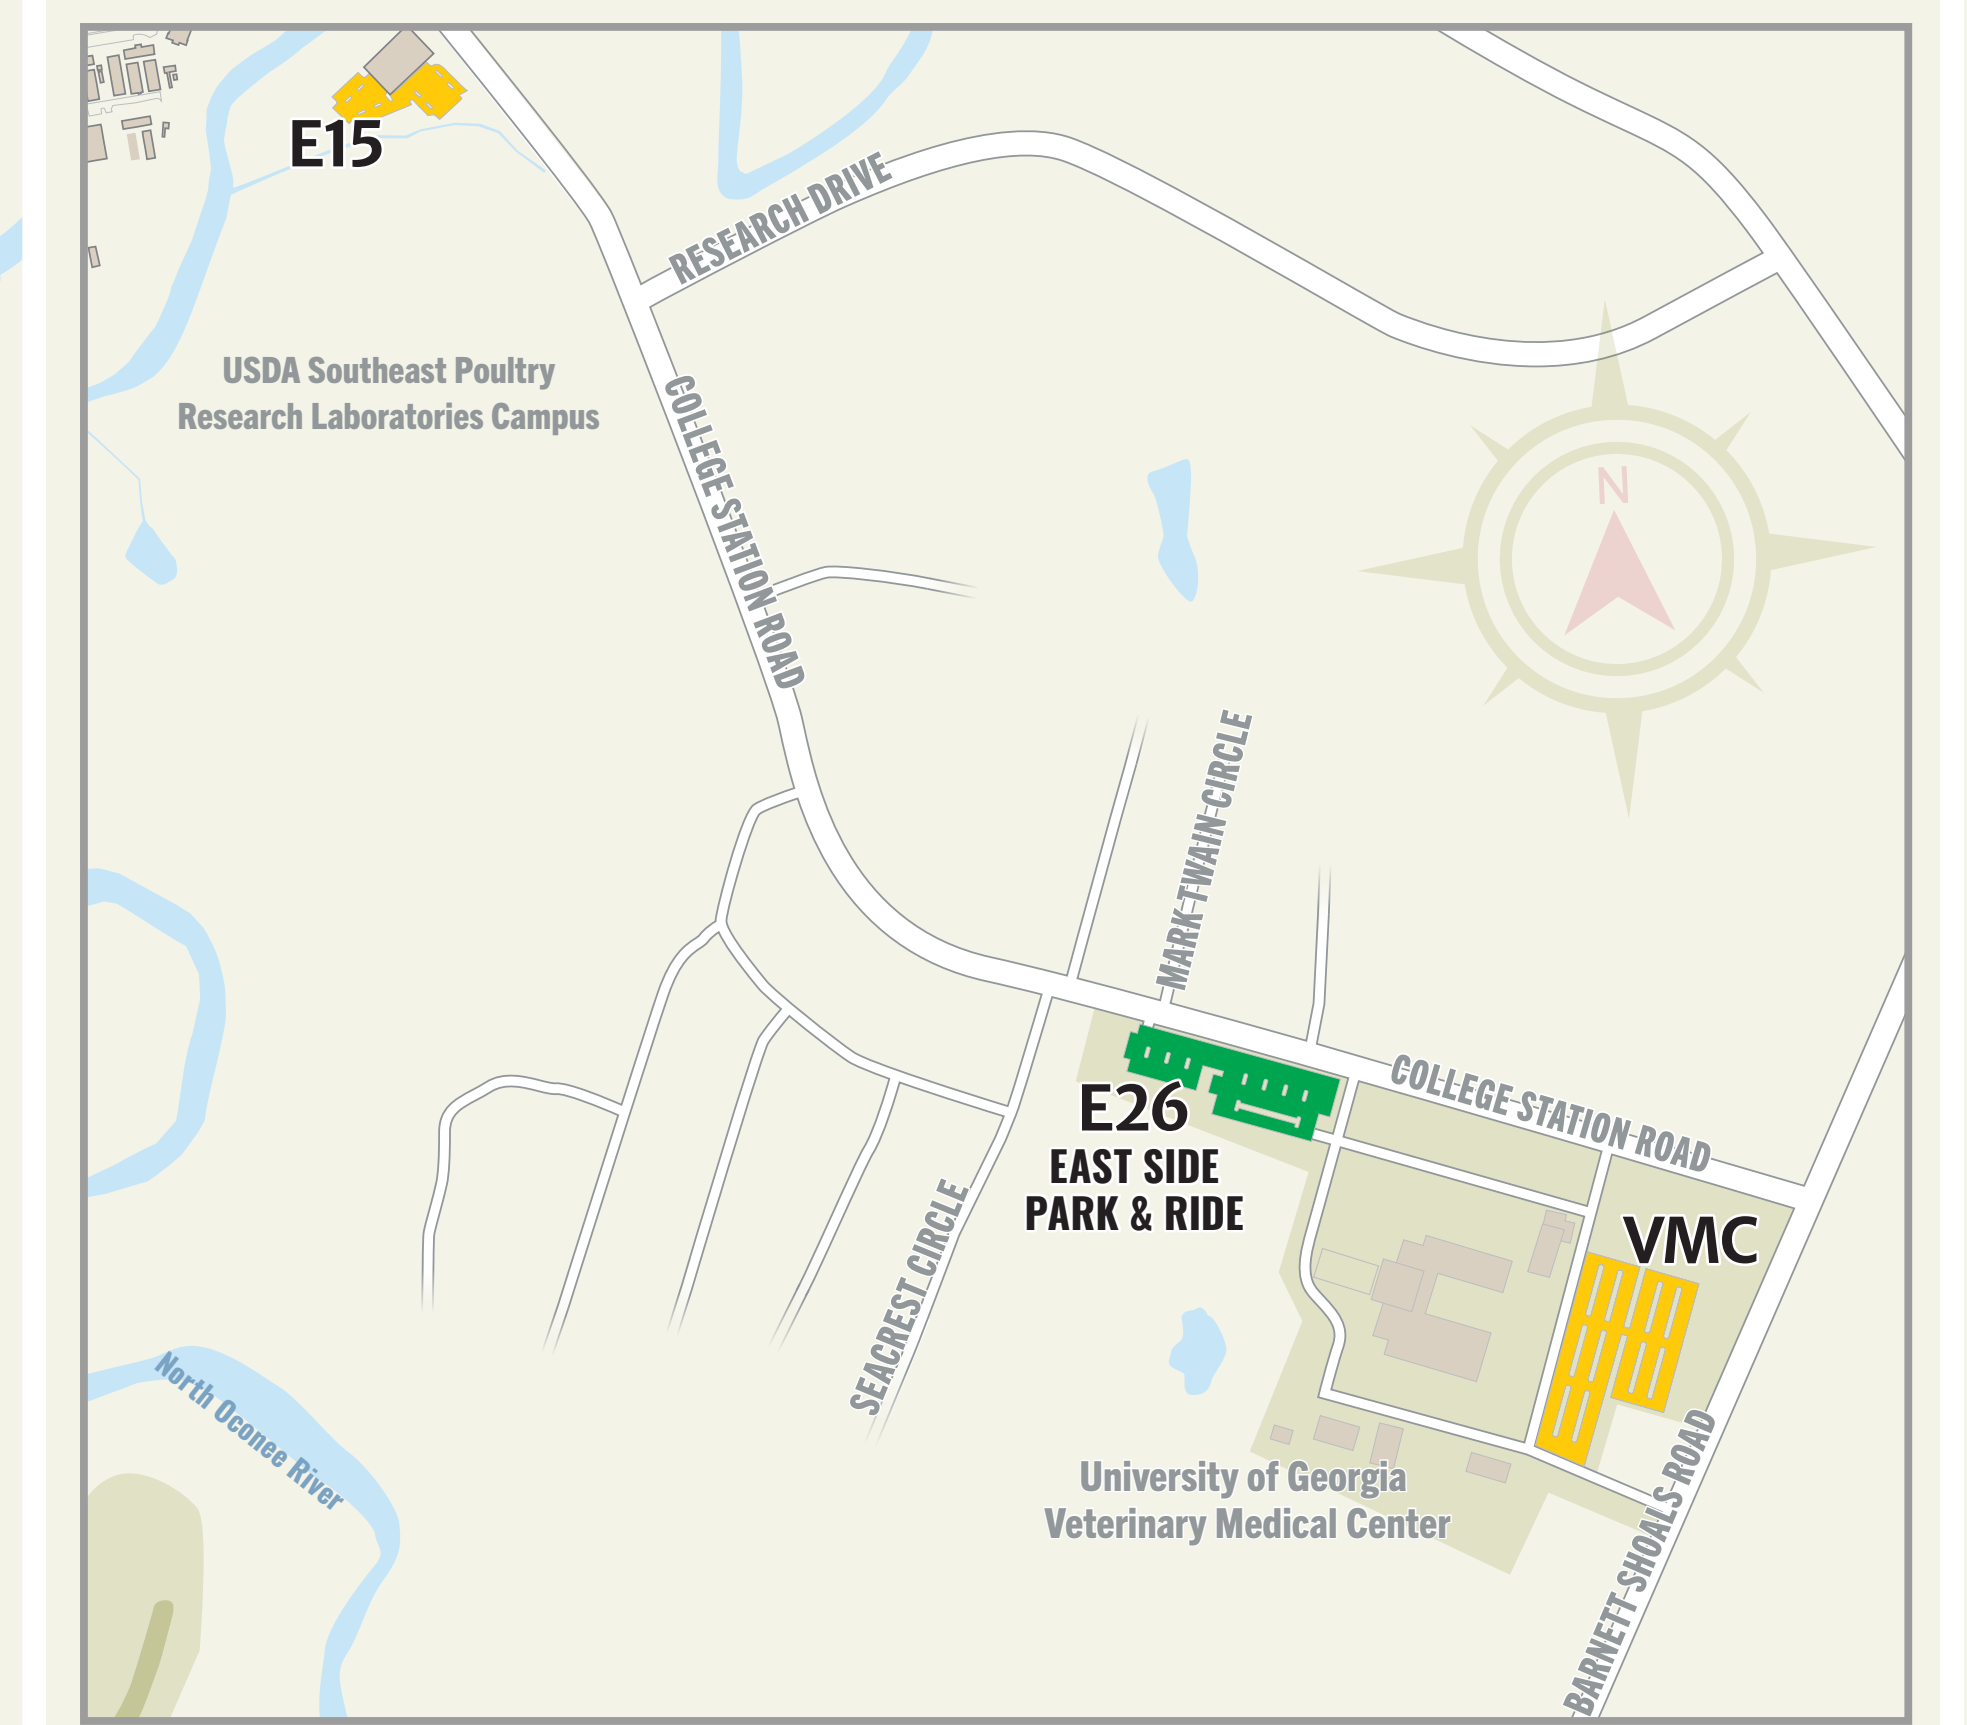 E15
RESEARCH DRIVE
USDA Southeast Poultry
Research Laboratories Campus
COLLEGE STATION ROAD
N
MARK TWAIN CIRCLE
COLLEGE STATION ROAD
E26
EAST SIDE
PARK & RIDE
VMC
SEACREST CIRCLE
North Oconee River
University of Georgia
Veterinary Medical Center
BARNETT SHOALS ROAD